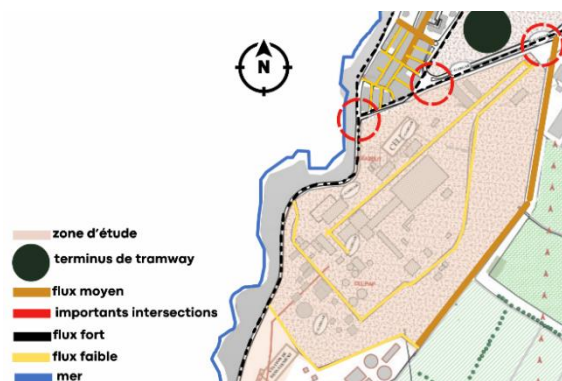 N
zone d'étude
terminus de tramway
flux moyen
importants intersections
flux fort
flux faible
mer